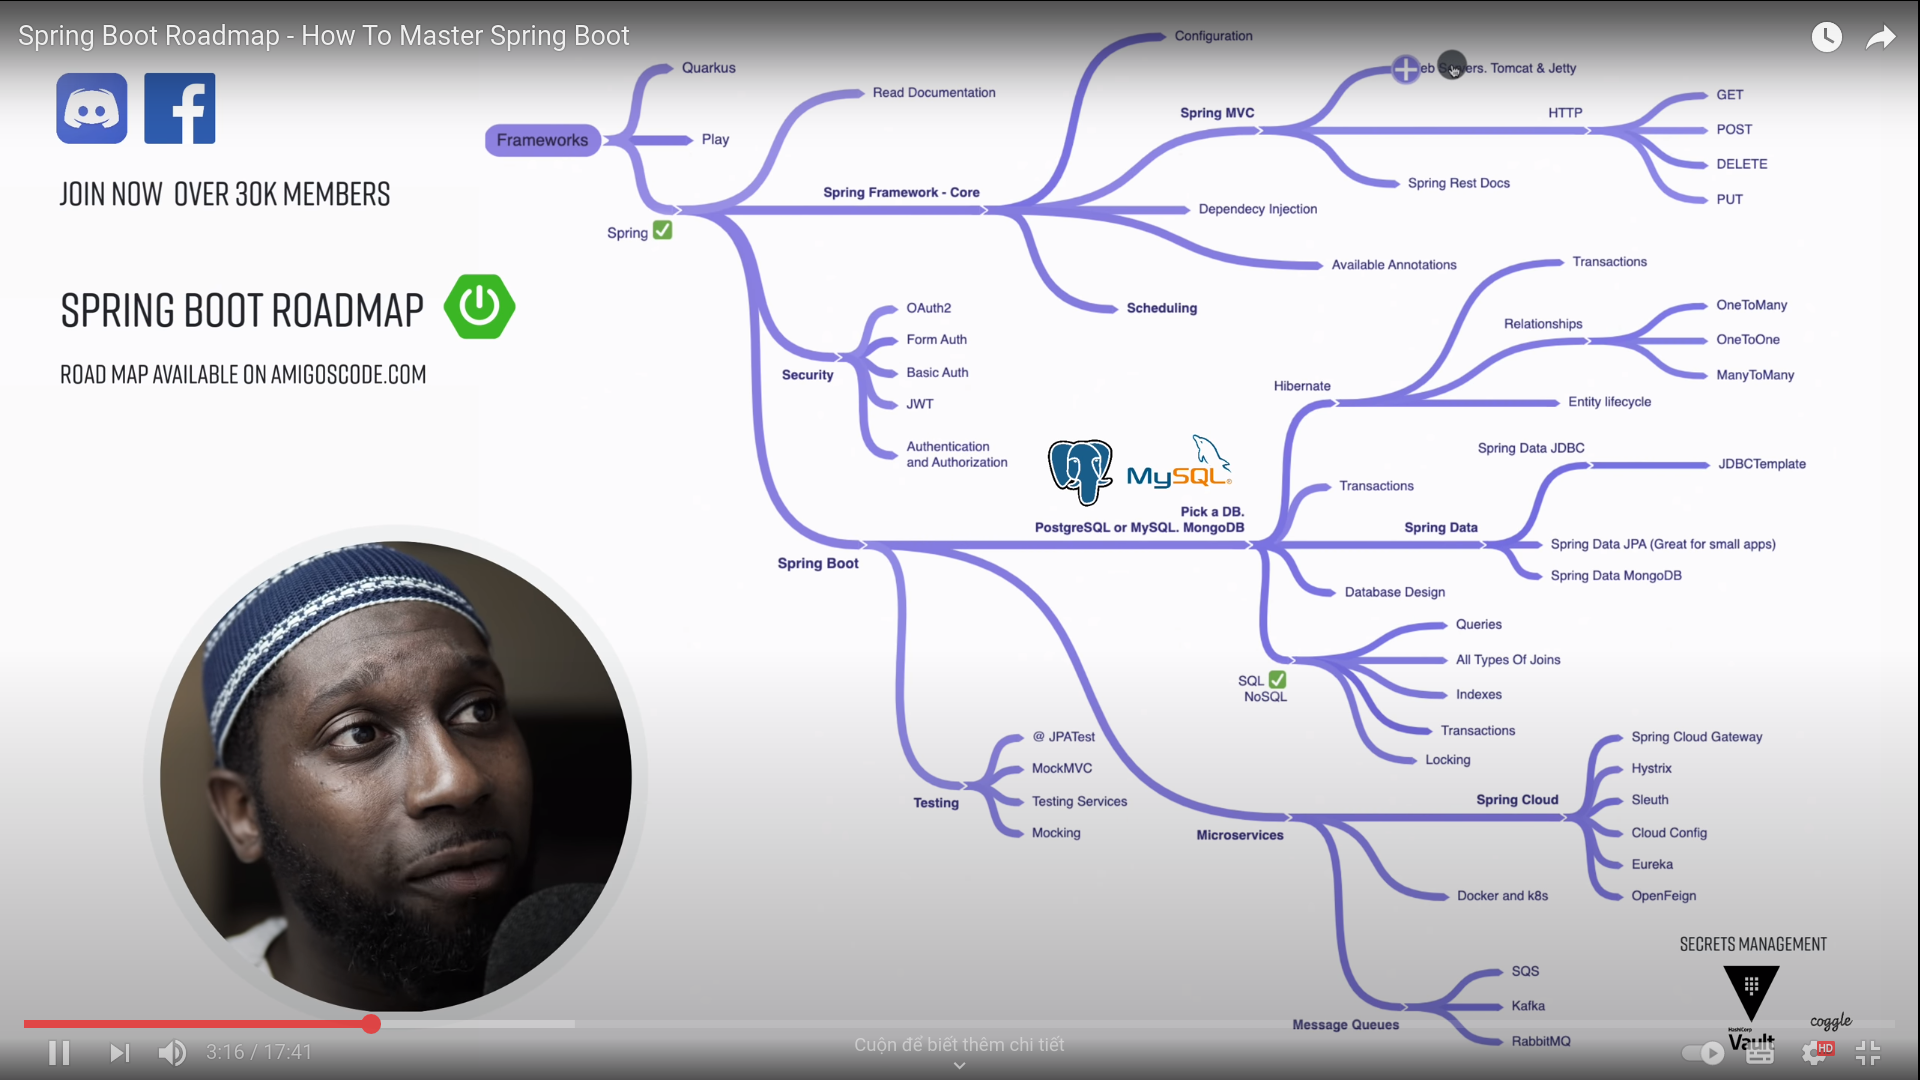 Spring Boot Roadmap - How To Master Spring Boot
JOIN NOW OVER 30K MEMBERS
SPRING BOOT ROADMAP
ROAD MAP AVAILABLE ON AMIGOSCODE.COM
Frameworks
Quarkus
Play
Spring
Read Documentation
Spring Framework - Core
Configuration
Spring MVC
eb Servers. Tomcat & Jetty
HTTP
GET
POST
DELETE
PUT
Spring Rest Docs
Dependecy Injection
Available Annotations
Scheduling
Security
OAuth2
Form Auth
Basic Auth
JWT
Authentication
and Authorization
Spring Boot
MySQL
Pick a DB.
PostgreSQL or MySQL. MongoDB
Hibernate
Transactions
Relationships
OneToMany
OneToOne
ManyToMany
Entity lifecycle
Transactions
Spring Data
Spring Data JDBC
JDBCTemplate
Spring Data JPA (Great for small apps)
Spring Data MongoDB
Database Design
SQL
NoSQL
Queries
All Types Of Joins
Indexes
Transactions
Locking
Testing
@ JPATest
MockMVC
Testing Services
Mocking
Microservices
Spring Cloud
Spring Cloud Gateway
Hystrix
Sleuth
Cloud Config
Eureka
OpenFeign
Docker and k8s
Message Queues
SQS
Kafka
RabbitMQ
SECRETS MANAGEMENT
HashiCorp
Vault
coggle
3:16 / 17:41
Cuộn để biết thêm chi tiết
HD